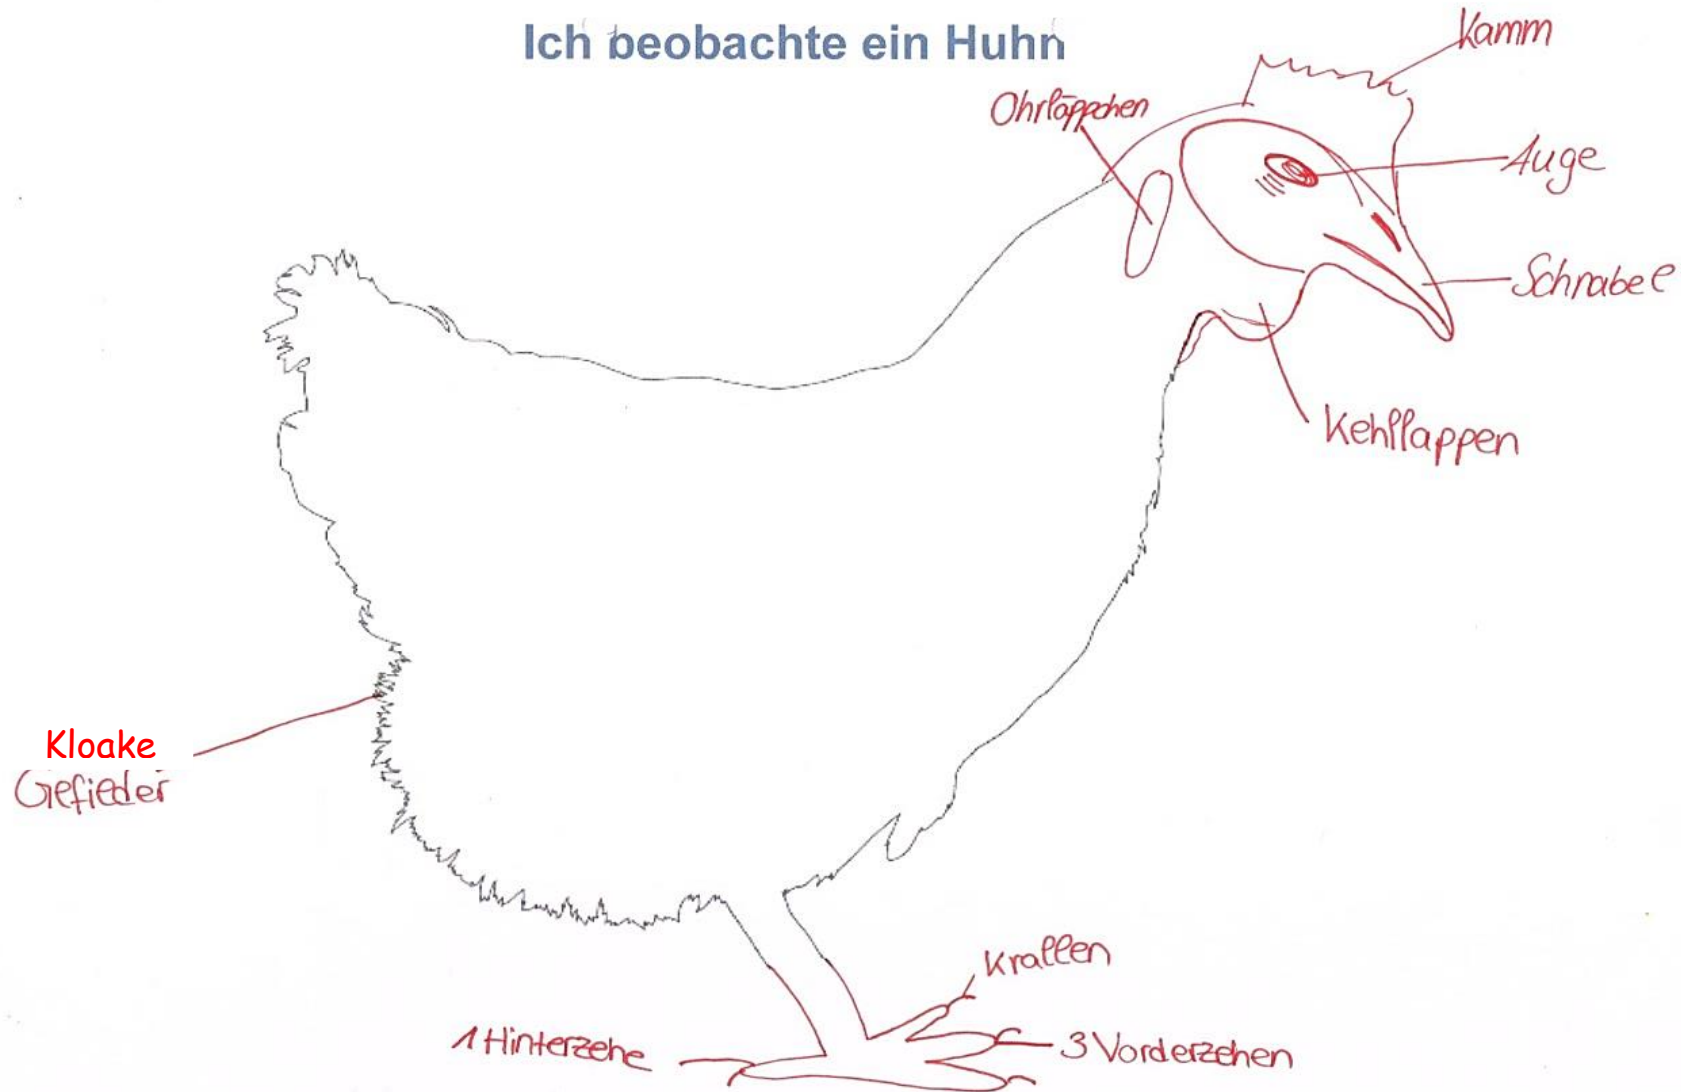 Ich beobachte ein Huhn
Kamm
Ohrläppchen
Auge
Schnabel
Kehllappen
Kloake
Gefieder
Krallen
1 Hinterzehe
3 Vorderzehen